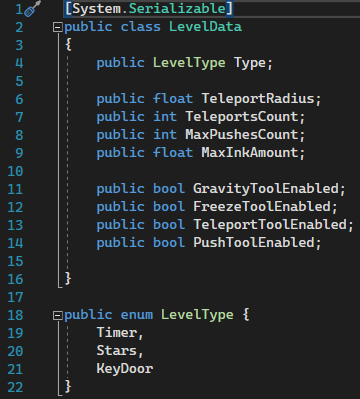 1 [System.Serializable]
2 public class LevelData
3 {
4 public LevelType Type;
5
6 public float TeleportRadius;
7 public int TeleportsCount;
8 public int MaxPushesCount;
9 public float MaxInkAmount;
10
11 public bool GravityToolEnabled;
12 public bool FreezeToolEnabled;
13 public bool TeleportToolEnabled;
14 public bool PushToolEnabled;
15
16 }
17
18 public enum LevelType {
19 Timer,
20 Stars,
21 KeyDoor
22 }